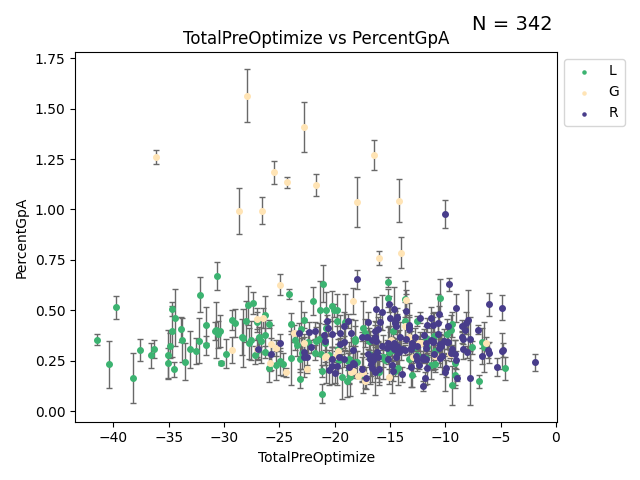 N = 342
TotalPreOptimize vs PercentGpA
1.75
1.50
1.25
1.00
0.75
0.50
0.25
0.00
PercentGpA
−40
−35
−30
−25
−20
−15
−10
−5
0
TotalPreOptimize
L
G
R